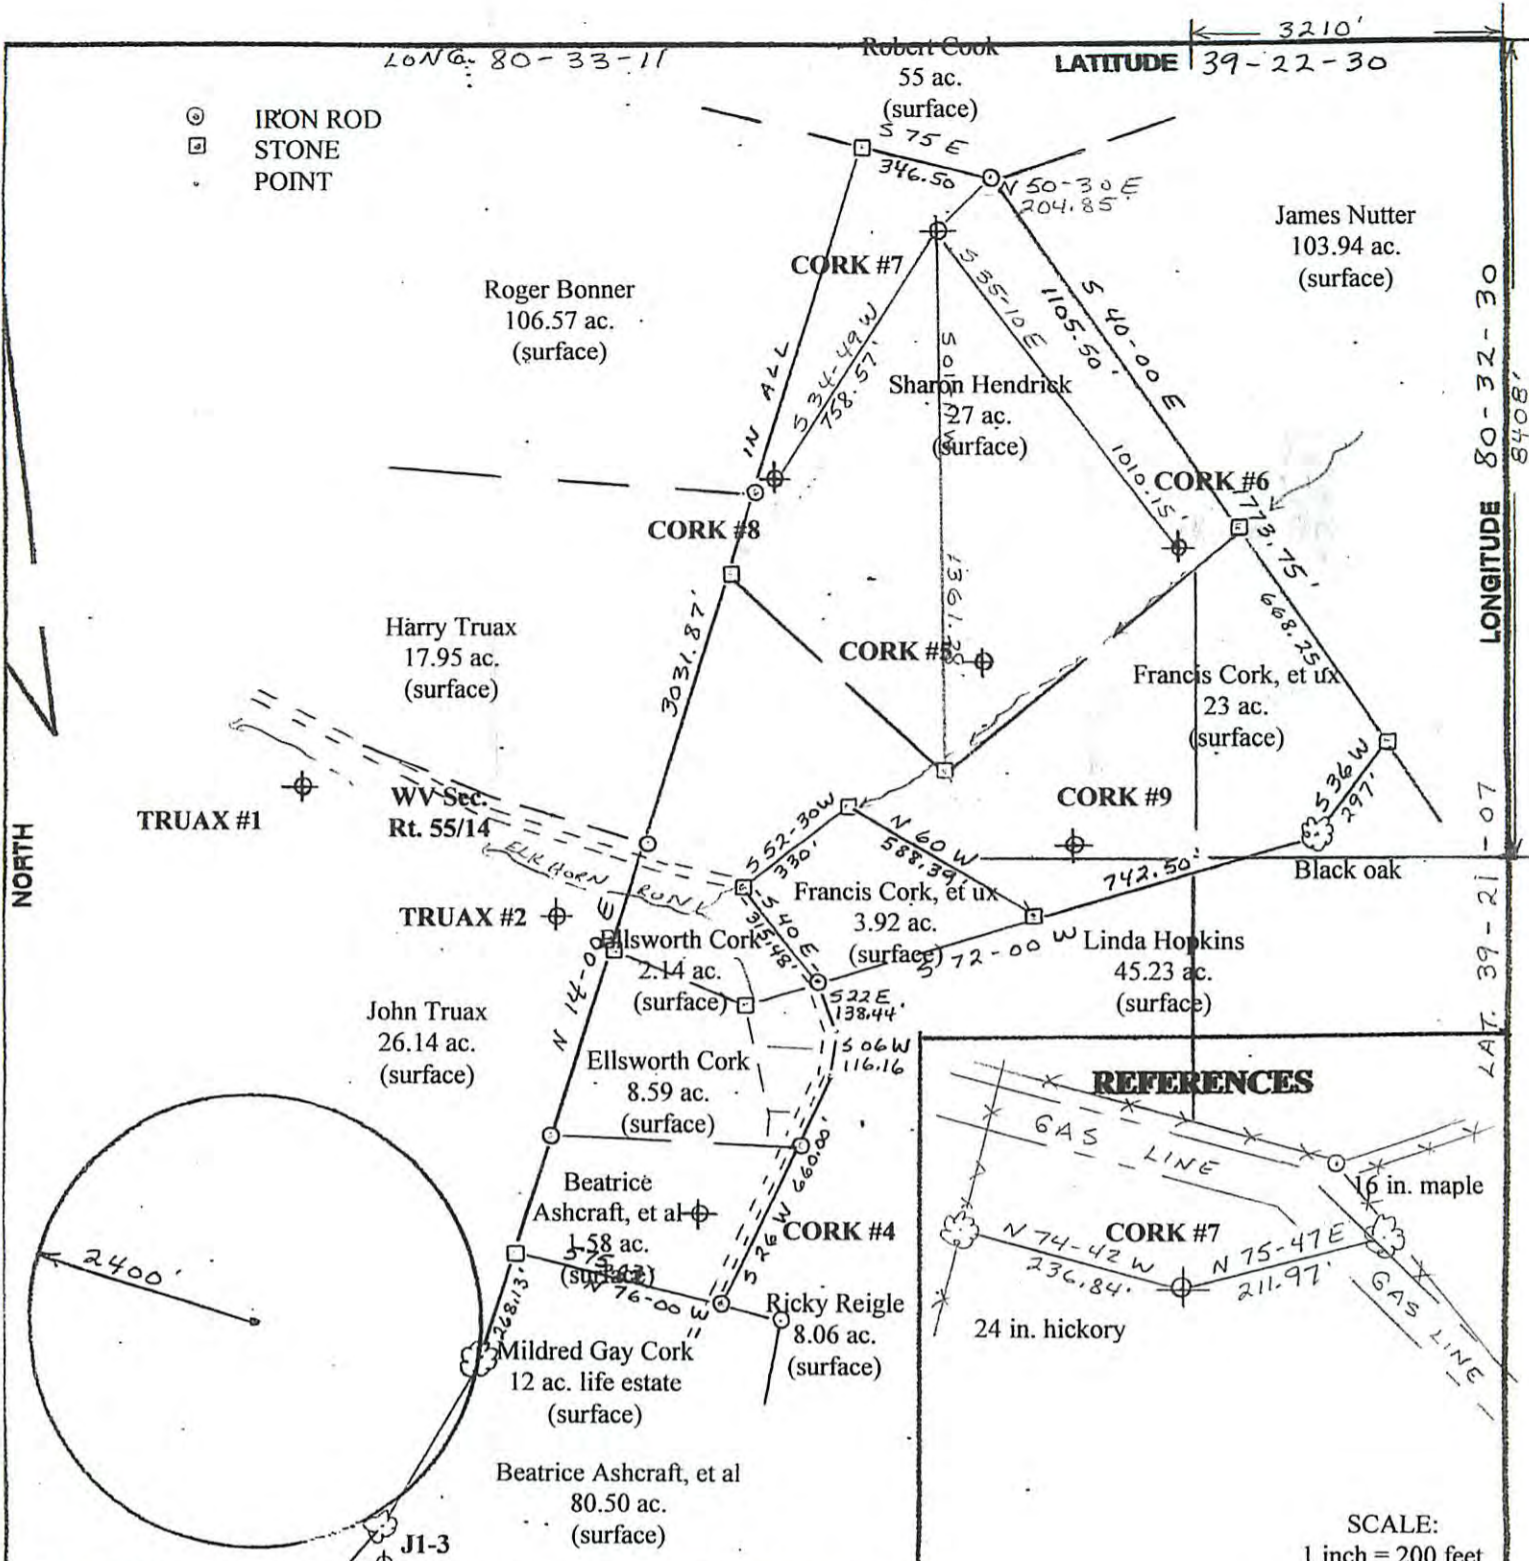 3210'
LONG. 80-33-11
Robert Cook
55 ac.
(surface)
LATITUDE 39-22-30
IRON ROD
STONE
POINT
S 75 E
346.50
N 50-30 E
204.85'
James Nutter
103.94 ac.
(surface)
CORK #7
Roger Bonner
106.57 ac.
(surface)
IN ALL
S 34-49 W
758.57'
S 35-10 E
1010.15'
S 40-00 E
1105.50'
Sharon Hendrick
27 ac.
(surface)
1361.28'
LONGITUDE 80-32-30
8408'
CORK #6
1773.75'
668.25
CORK #8
Harry Truax
17.95 ac.
(surface)
3031.87'
CORK #5
Francis Cork, et ux
23 ac.
(surface)
S 36 W
297'
TRUAX #1
WV Sec.
Rt. 55/14
CORK #9
NORTH
ELK HORN RUN
S 52-30 W
330'
N 60 W
588.39'
742.50'
Black oak
LAT. 39-21-07
TRUAX #2
Francis Cork, et ux
3.92 ac.
(surface)
S 40 E
315.48'
S 72-00 W
Ellsworth Cork
2.14 ac.
(surface)
Linda Hopkins
45.23 ac.
(surface)
N 14-00 E
John Truax
26.14 ac.
(surface)
S 22 E
138.44'
S 06 W
116.16
Ellsworth Cork
8.59 ac.
(surface)
REFERENCES
GAS LINE
16 in. maple
CORK #7
N 74-42 W
236.84'
N 75-47 E
211.97'
GAS LINE
24 in. hickory
Beatrice
Ashcraft, et al
1.58 ac.
(surface)
660.00'
S 26 W
CORK #4
N 76-00 W
2400'
268.13'
Ricky Reigle
8.06 ac.
(surface)
Mildred Gay Cork
12 ac. life estate
(surface)
Beatrice Ashcraft, et al
80.50 ac.
(surface)
J1-3
SCALE:
1 inch = 200 feet